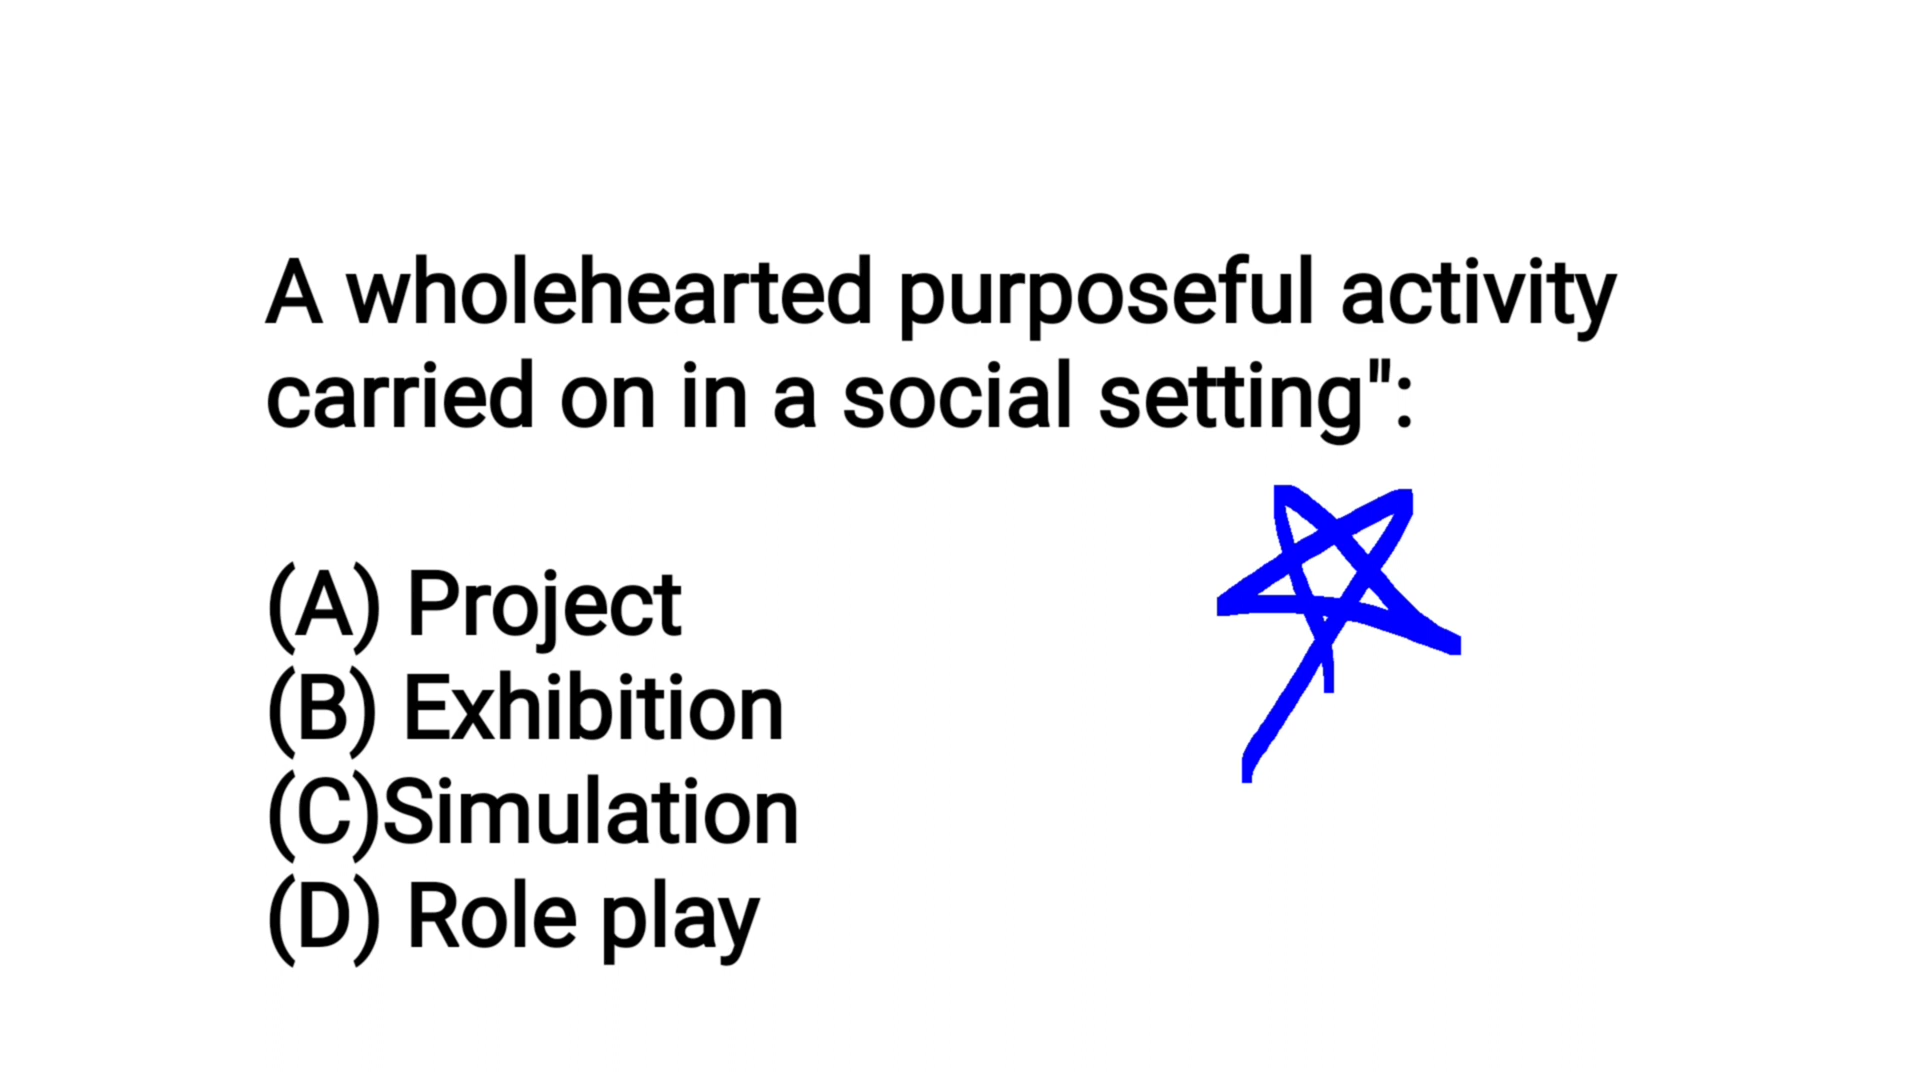 A wholehearted purposeful activity
carried on in a social setting":
(A) Project
(B) Exhibition
(C)Simulation
(D) Role play